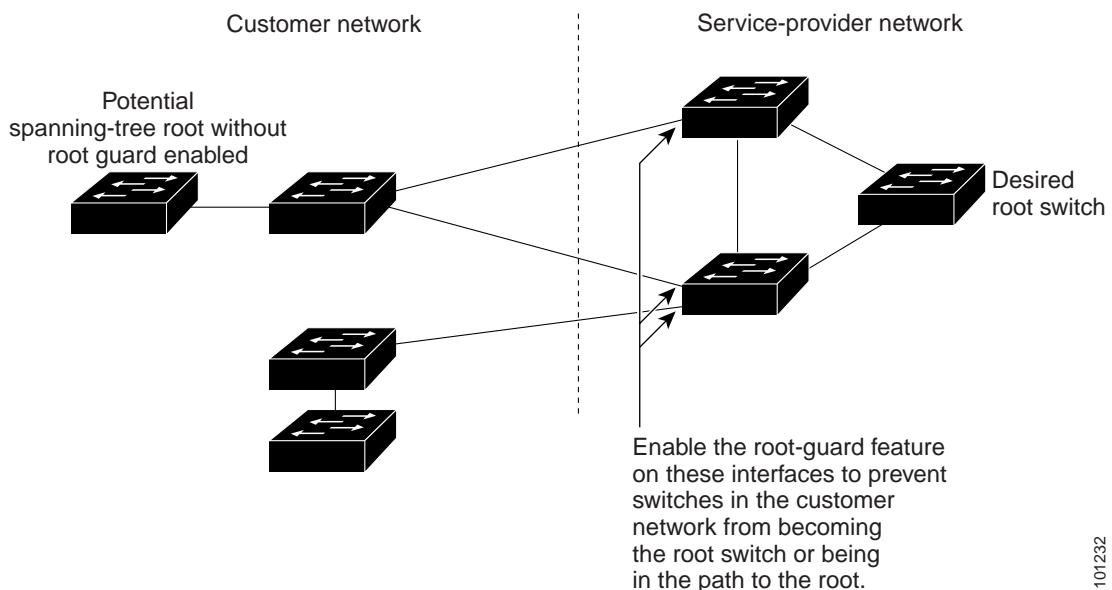 Customer network
Service-provider network
Potential
spanning-tree root without
root guard enabled
Desired
root switch
Enable the root-guard feature
on these interfaces to prevent
switches in the customer
network from becoming
the root switch or being
in the path to the root.
101232